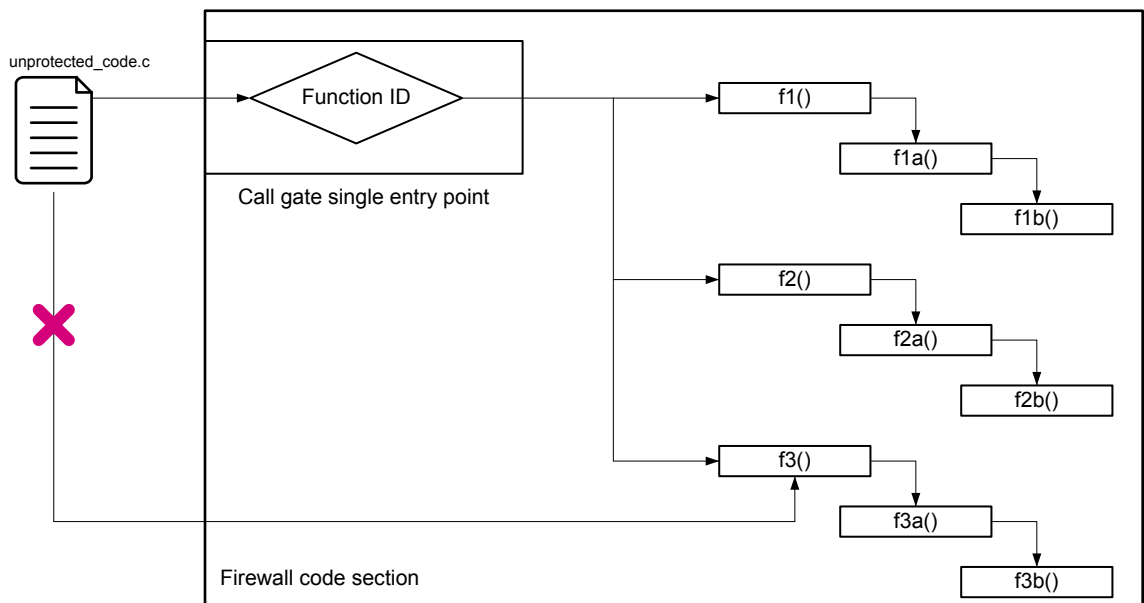 unprotected_code.c
Function ID
Call gate single entry point
f1()
f1a()
f1b()
f2()
f2a()
f2b()
f3()
f3a()
f3b()
Firewall code section